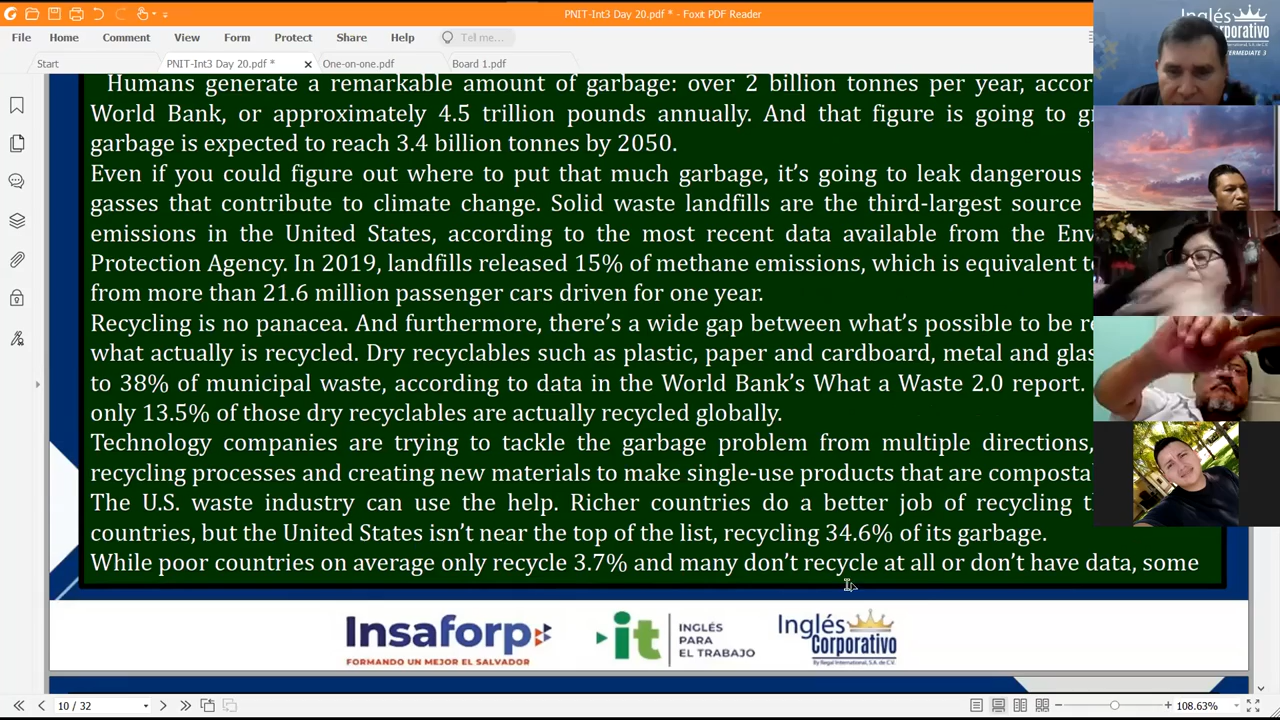 PNIT-Int3 Day 20.pdf * - Foxit PDF Reader
File Home Comment View Form Protect Share Help Tell me...
Start PNIT-Int3 Day 20.pdf * One-on-one.pdf Board 1.pdf
Inglés
Corporativo
INTERMEDIATE 3
Humans generate a remarkable amount of garbage: over 2 billion tonnes per year, accor
World Bank, or approximately 4.5 trillion pounds annually. And that figure is going to g
garbage is expected to reach 3.4 billion tonnes by 2050.
Even if you could figure out where to put that much garbage, it's going to leak dangerous
gasses that contribute to climate change. Solid waste landfills are the third-largest source
emissions in the United States, according to the most recent data available from the Env
Protection Agency. In 2019, landfills released 15% of methane emissions, which is equivalent t
from more than 21.6 million passenger cars driven for one year.
Recycling is no panacea. And furthermore, there's a wide gap between what's possible to be re
what actually is recycled. Dry recyclables such as plastic, paper and cardboard, metal and glas
to 38% of municipal waste, according to data in the World Bank's What a Waste 2.0 report.
only 13.5% of those dry recyclables are actually recycled globally.
Technology companies are trying to tackle the garbage problem from multiple directions,
recycling processes and creating new materials to make single-use products that are composta
The U.S. waste industry can use the help. Richer countries do a better job of recycling t
countries, but the United States isn't near the top of the list, recycling 34.6% of its garbage.
While poor countries on average only recycle 3.7% and many don't recycle at all or don't have data, some
Insaforp
FORMANDO UN MEJOR EL SALVADOR
it INGLÉS PARA EL TRABAJO
Inglés
Corporativo
By Regal International, S.A. de C.V.
10 / 32 108.63%